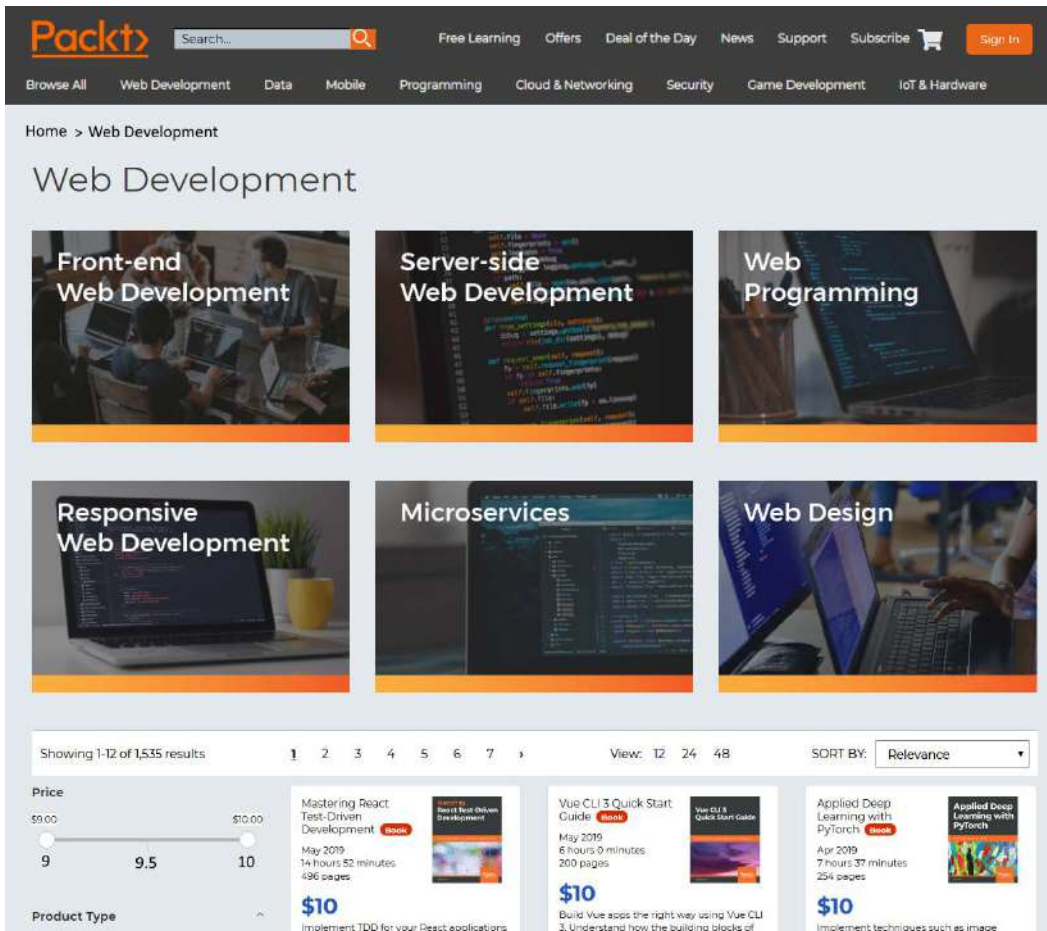 Packt>
Search...
Free Learning Offers Deal of the Day News Support Subscribe
Sign In
Browse All Web Development Data Mobile Programming Cloud & Networking Security Game Development IoT & Hardware
Home > Web Development
Web Development
Front-end
Web Development
Server-side
Web Development
Web
Programming
Responsive
Web Development
Microservices
Web Design
Showing 1-12 of 1,535 results
1 2 3 4 5 6 7 ›
View: 12 24 48
SORT BY: Relevance
Price
$9.00 $10.00
9 9.5 10
Product Type
Mastering React
Test-Driven
Development Book
May 2019
14 hours 52 minutes
496 pages
$10
Implement TDD for your React applications
Mastering
React Test-Driven
Development
Vue CLI 3 Quick Start
Guide Book
May 2019
6 hours 0 minutes
200 pages
$10
Build Vue apps the right way using Vue CLI
3. Understand how the building blocks of
Vue CLI 3
Quick Start Guide
Applied Deep
Learning with
PyTorch Book
Apr 2019
7 hours 37 minutes
254 pages
$10
Implement techniques such as image
Applied Deep
Learning with
PyTorch